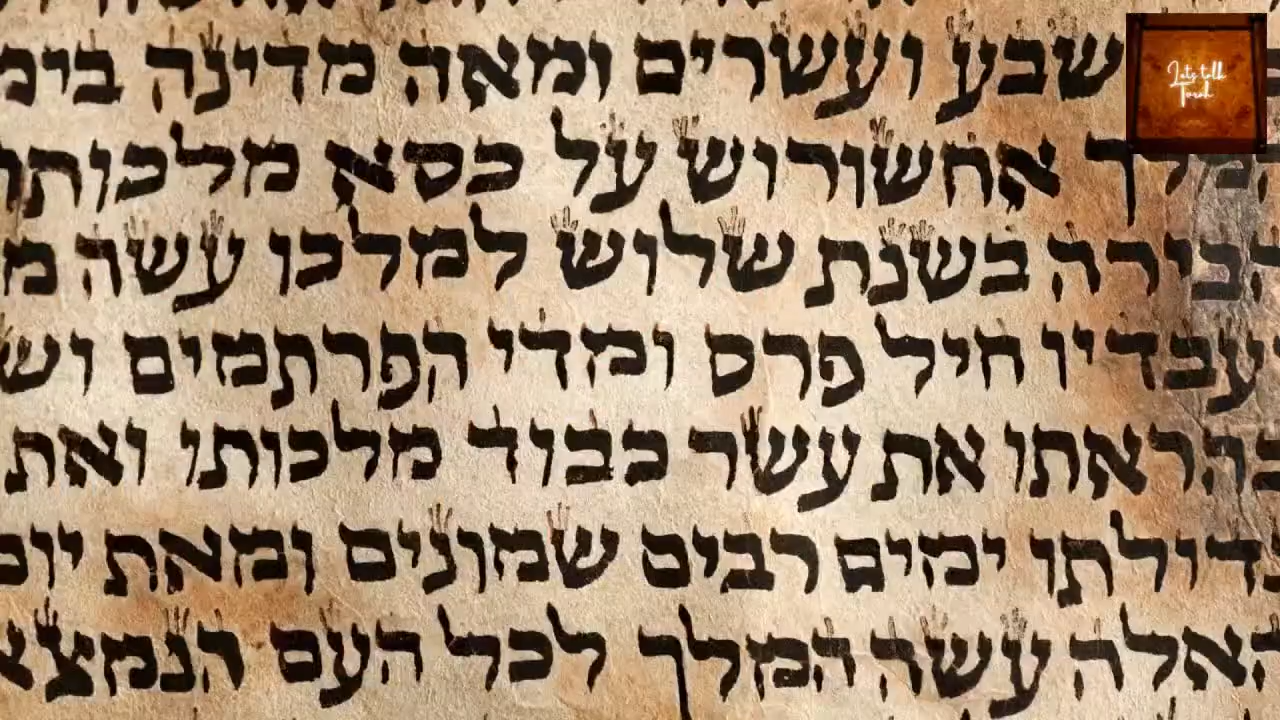 Lets talk
Torah
שבע ועשרים ומאה מדינה בימ
המלך אחשורוש על כסא מלכותו
הבירה בשנת שלוש למלכו עשה מ
עבדיו חיל פרס ומדי הפרתמים וש
בהראתו את עשר כבוד מלכותו ואת
גדולתו ימים רבים שמונים ומאת יום
האלה עשה המלך לכל העם הנמצא